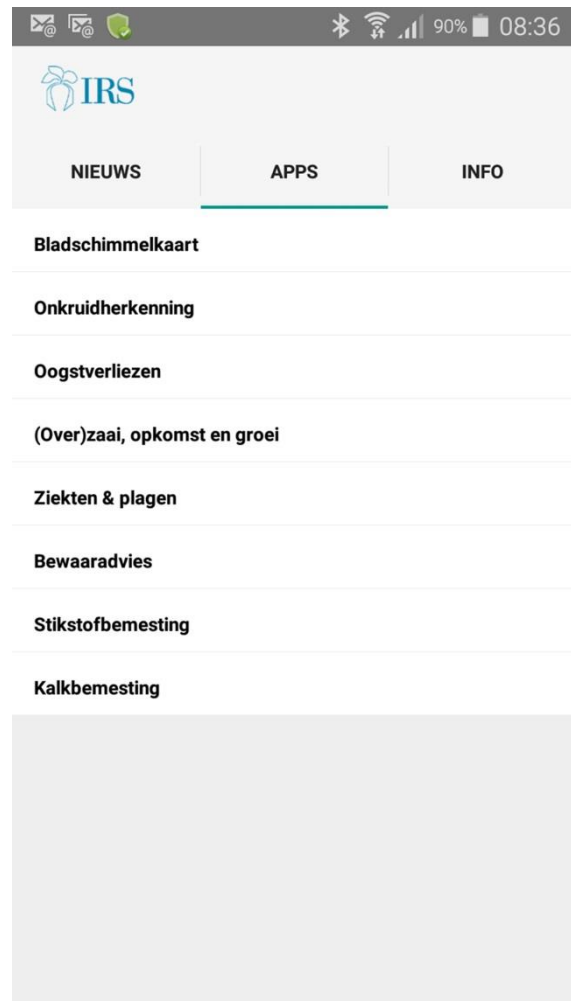 90% 08:36
IRS
NIEUWS APPS INFO
Bladschimmelkaart
Onkruidherkenning
Oogstverliezen
(Over)zaai, opkomst en groei
Ziekten & plagen
Bewaaradvies
Stikstofbemesting
Kalkbemesting